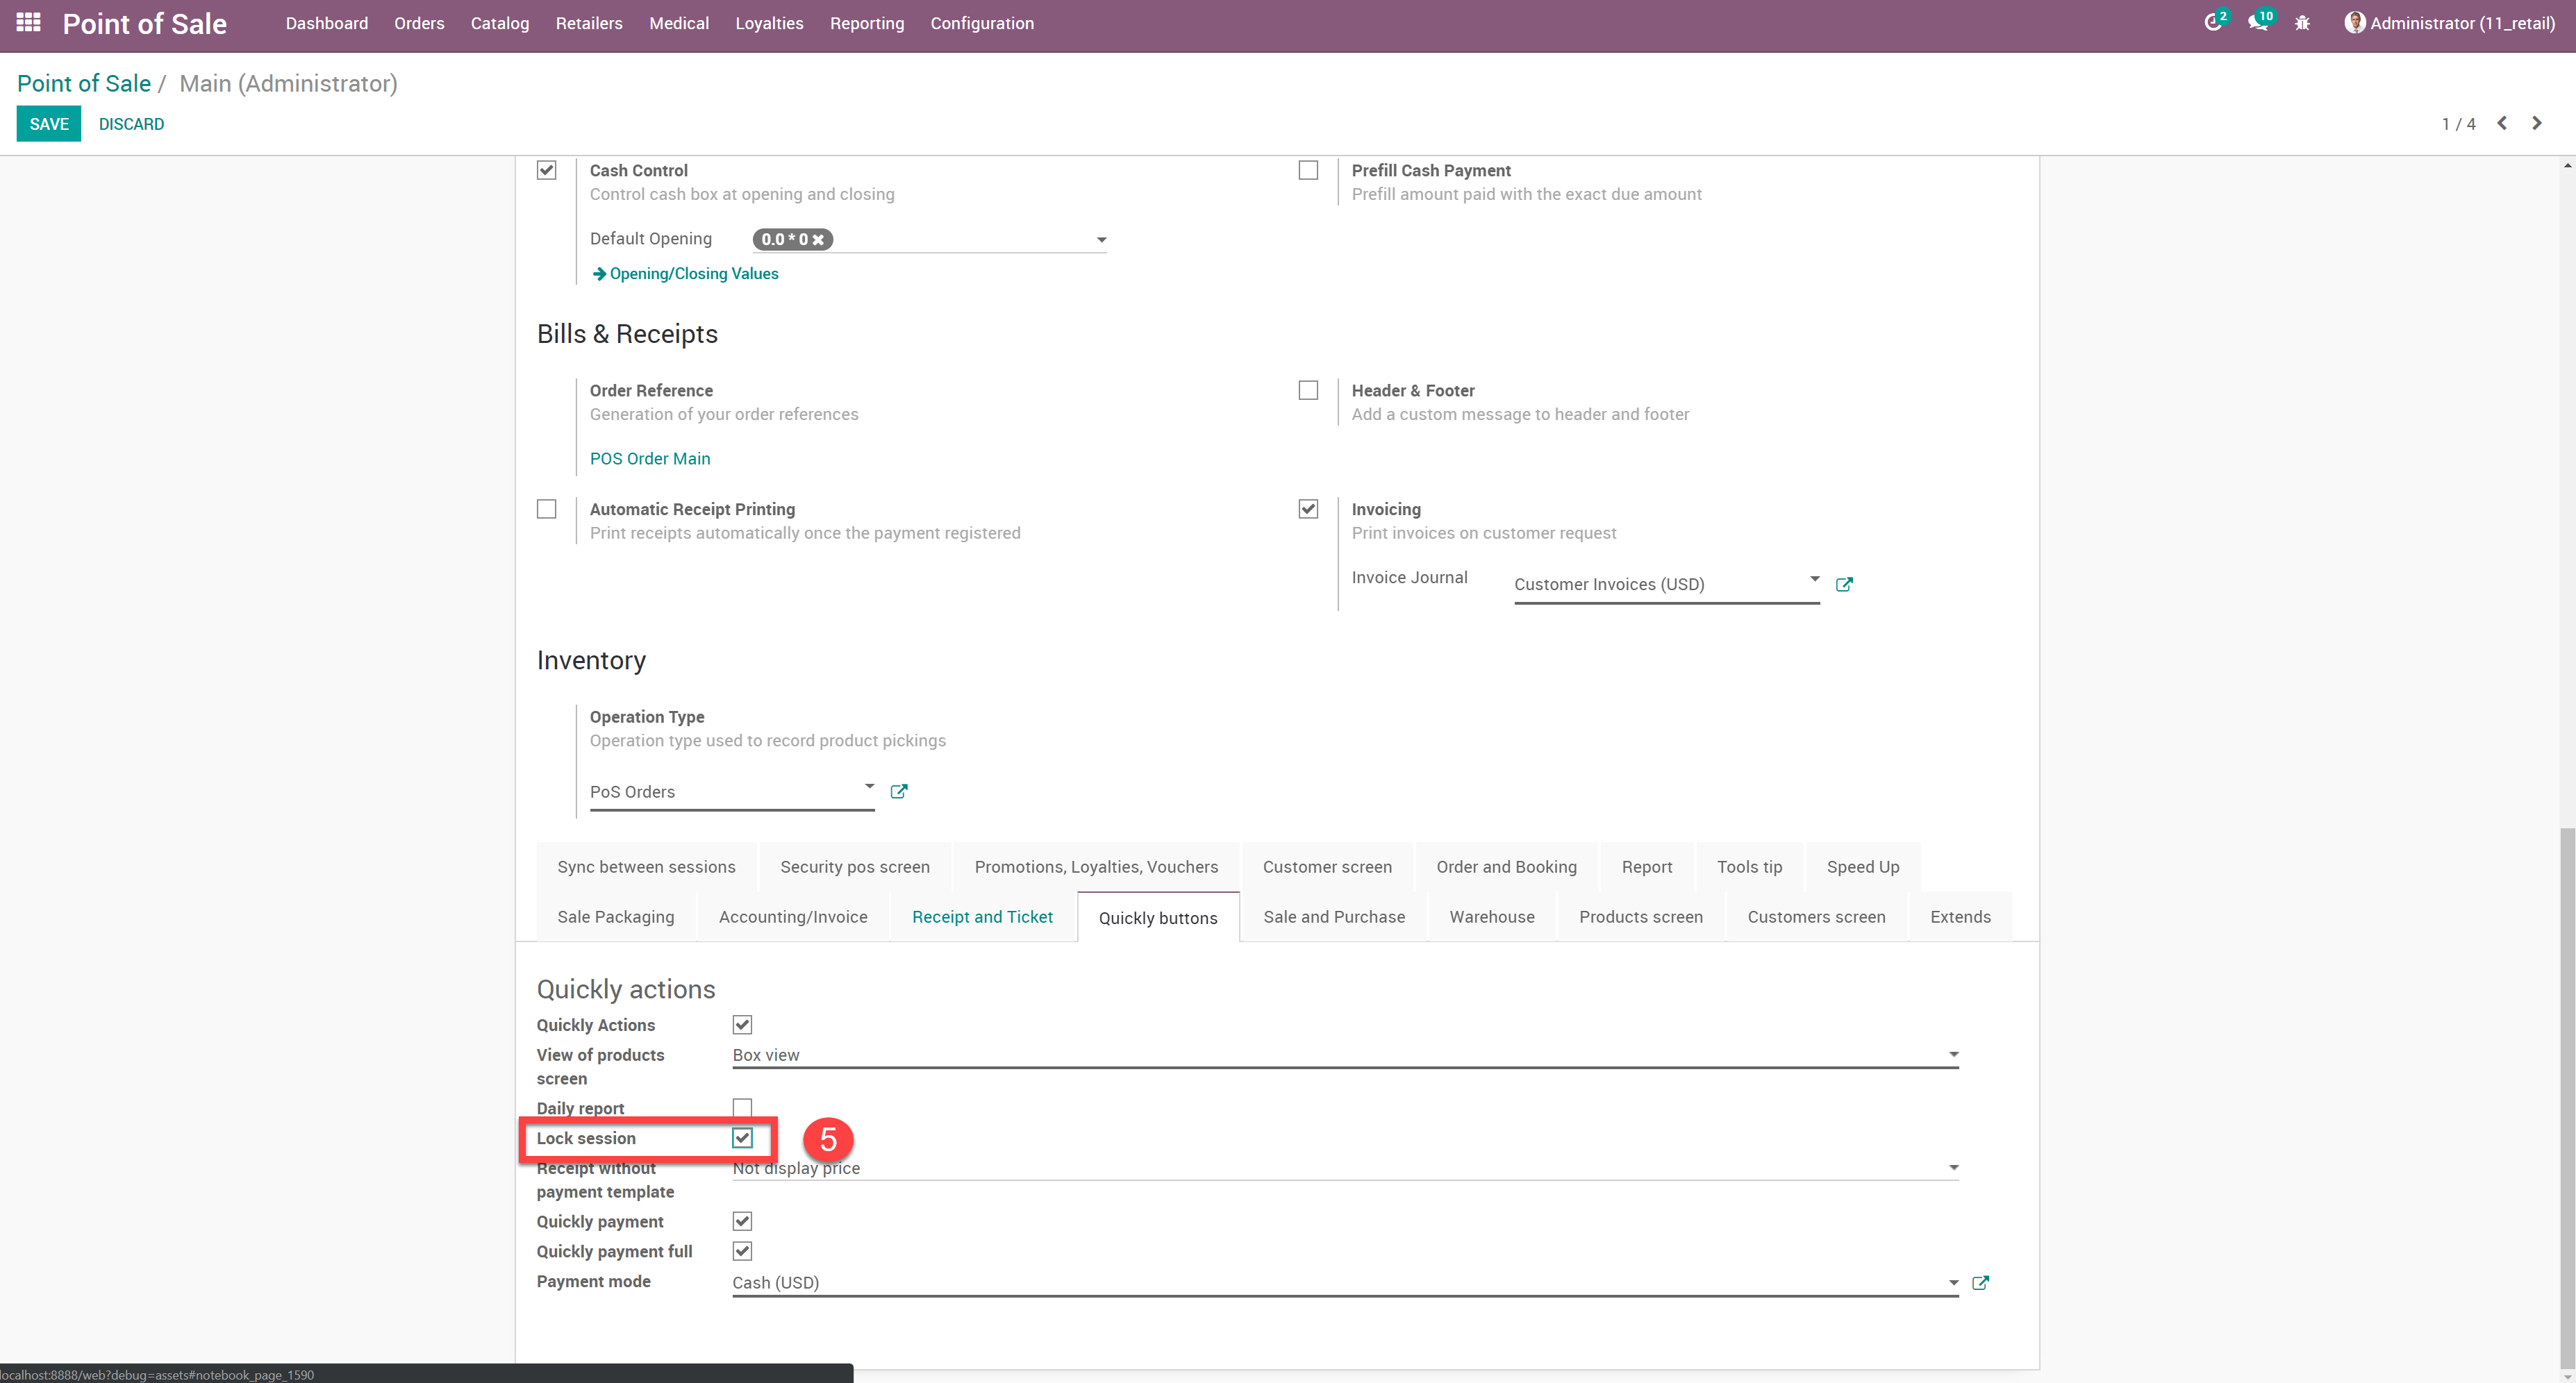 Point of Sale Dashboard Orders Catalog Retailers Medical Loyalties Reporting Configuration 2 10 Administrator (11_retail)
Point of Sale / Main (Administrator)
SAVE DISCARD 1 / 4
Cash Control Prefill Cash Payment
Control cash box at opening and closing Prefill amount paid with the exact due amount
Default Opening 0.0 * 0
Opening/Closing Values
Bills & Receipts
Order Reference Header & Footer
Generation of your order references Add a custom message to header and footer
POS Order Main
Automatic Receipt Printing Invoicing
Print receipts automatically once the payment registered Print invoices on customer request
Invoice Journal Customer Invoices (USD)
Inventory
Operation Type
Operation type used to record product pickings
PoS Orders
Sync between sessions Security pos screen Promotions, Loyalties, Vouchers Customer screen Order and Booking Report Tools tip Speed Up
Sale Packaging Accounting/Invoice Receipt and Ticket Quickly buttons Sale and Purchase Warehouse Products screen Customers screen Extends
Quickly actions
Quickly Actions
View of products Box view
screen
Daily report
Lock session 5
Receipt without Not display price
payment template
Quickly payment
Quickly payment full
Payment mode Cash (USD)
localhost:8888/web?debug=assets#notebook_page_1590